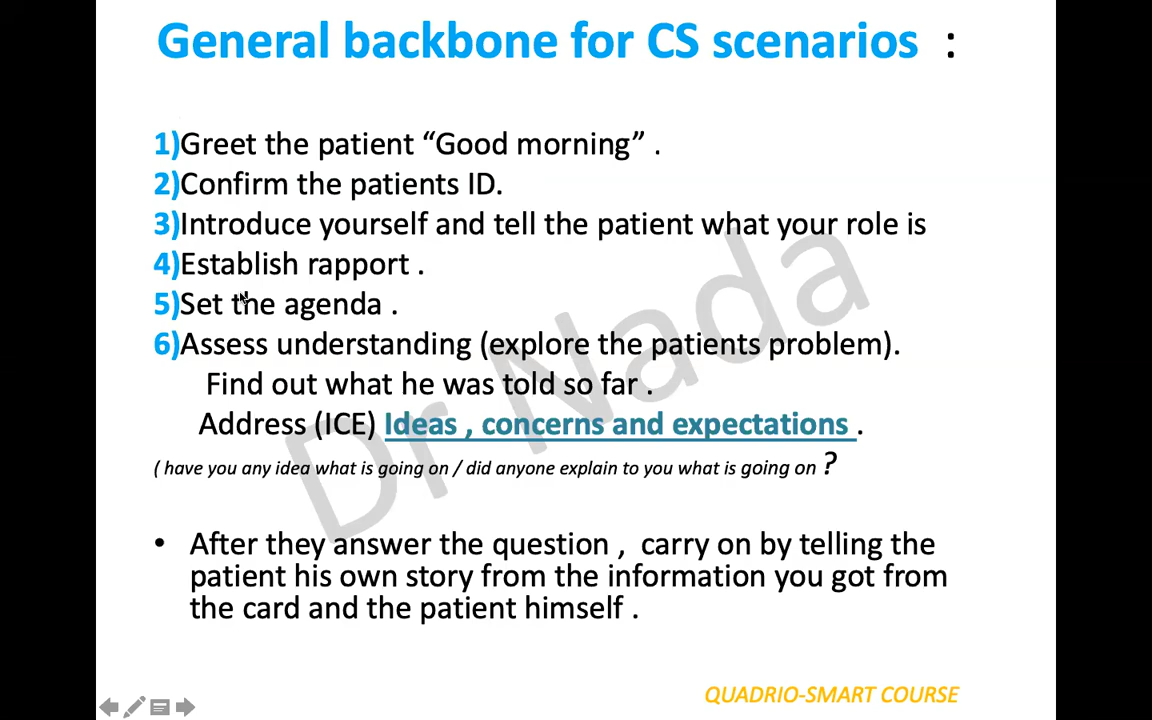 General backbone for CS scenarios :
1)Greet the patient “Good morning” .
2)Confirm the patients ID.
3)Introduce yourself and tell the patient what your role is
4)Establish rapport .
5)Set the agenda .
6)Assess understanding (explore the patients problem).
Find out what he was told so far .
Address (ICE) Ideas , concerns and expectations .
( have you any idea what is going on / did anyone explain to you what is going on ?
• After they answer the question , carry on by telling the
patient his own story from the information you got from
the card and the patient himself .
Dr Nada
QUADRIO-SMART COURSE